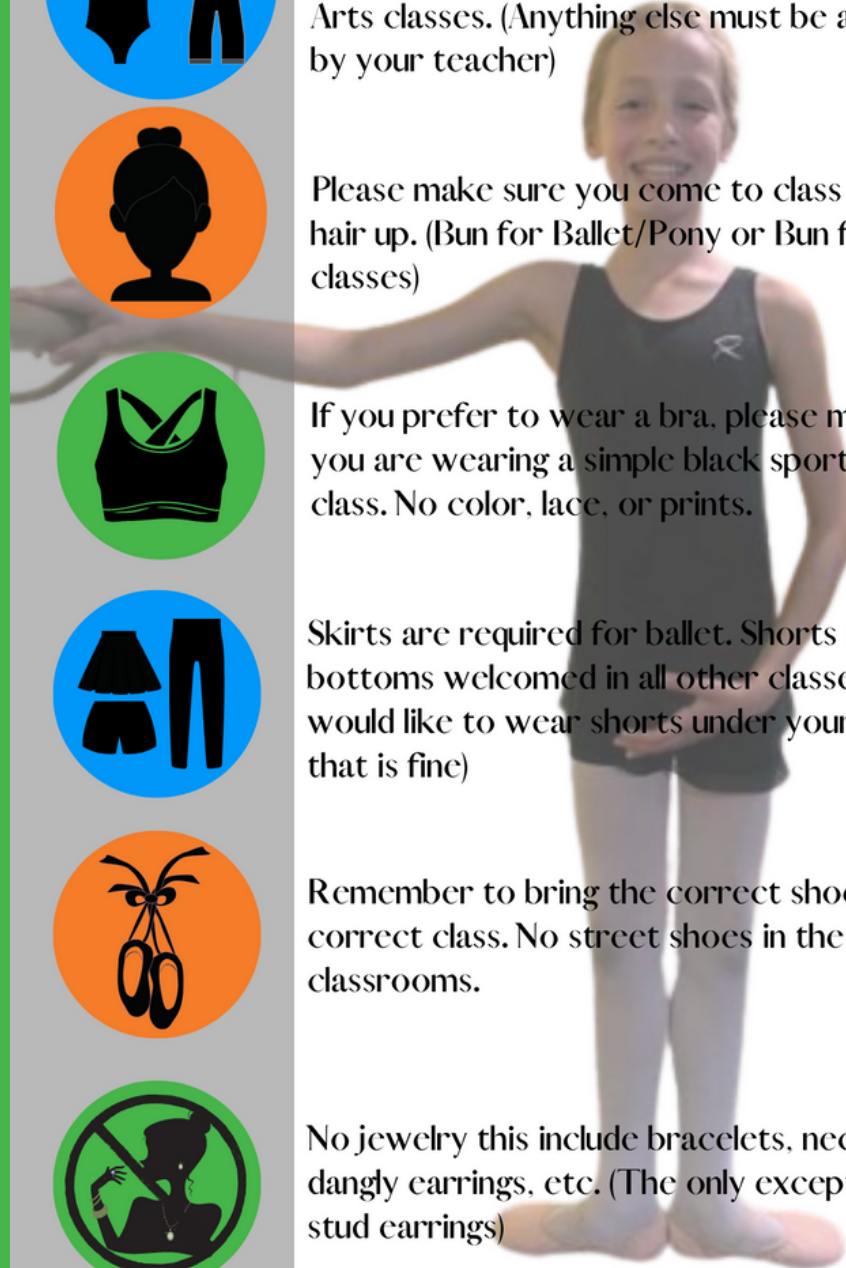 Arts classes. (Anything else must be a
by your teacher)
Please make sure you come to class
hair up. (Bun for Ballet/Pony or Bun f
classes)
If you prefer to wear a bra, please m
you are wearing a simple black sport
class. No color, lace, or prints.
Skirts are required for ballet. Shorts
bottoms welcomed in all other classe
would like to wear shorts under your
that is fine)
Remember to bring the correct shoe
correct class. No street shoes in the
classrooms.
No jewelry this include bracelets, nec
dangly earrings, etc. (The only excep
stud earrings)